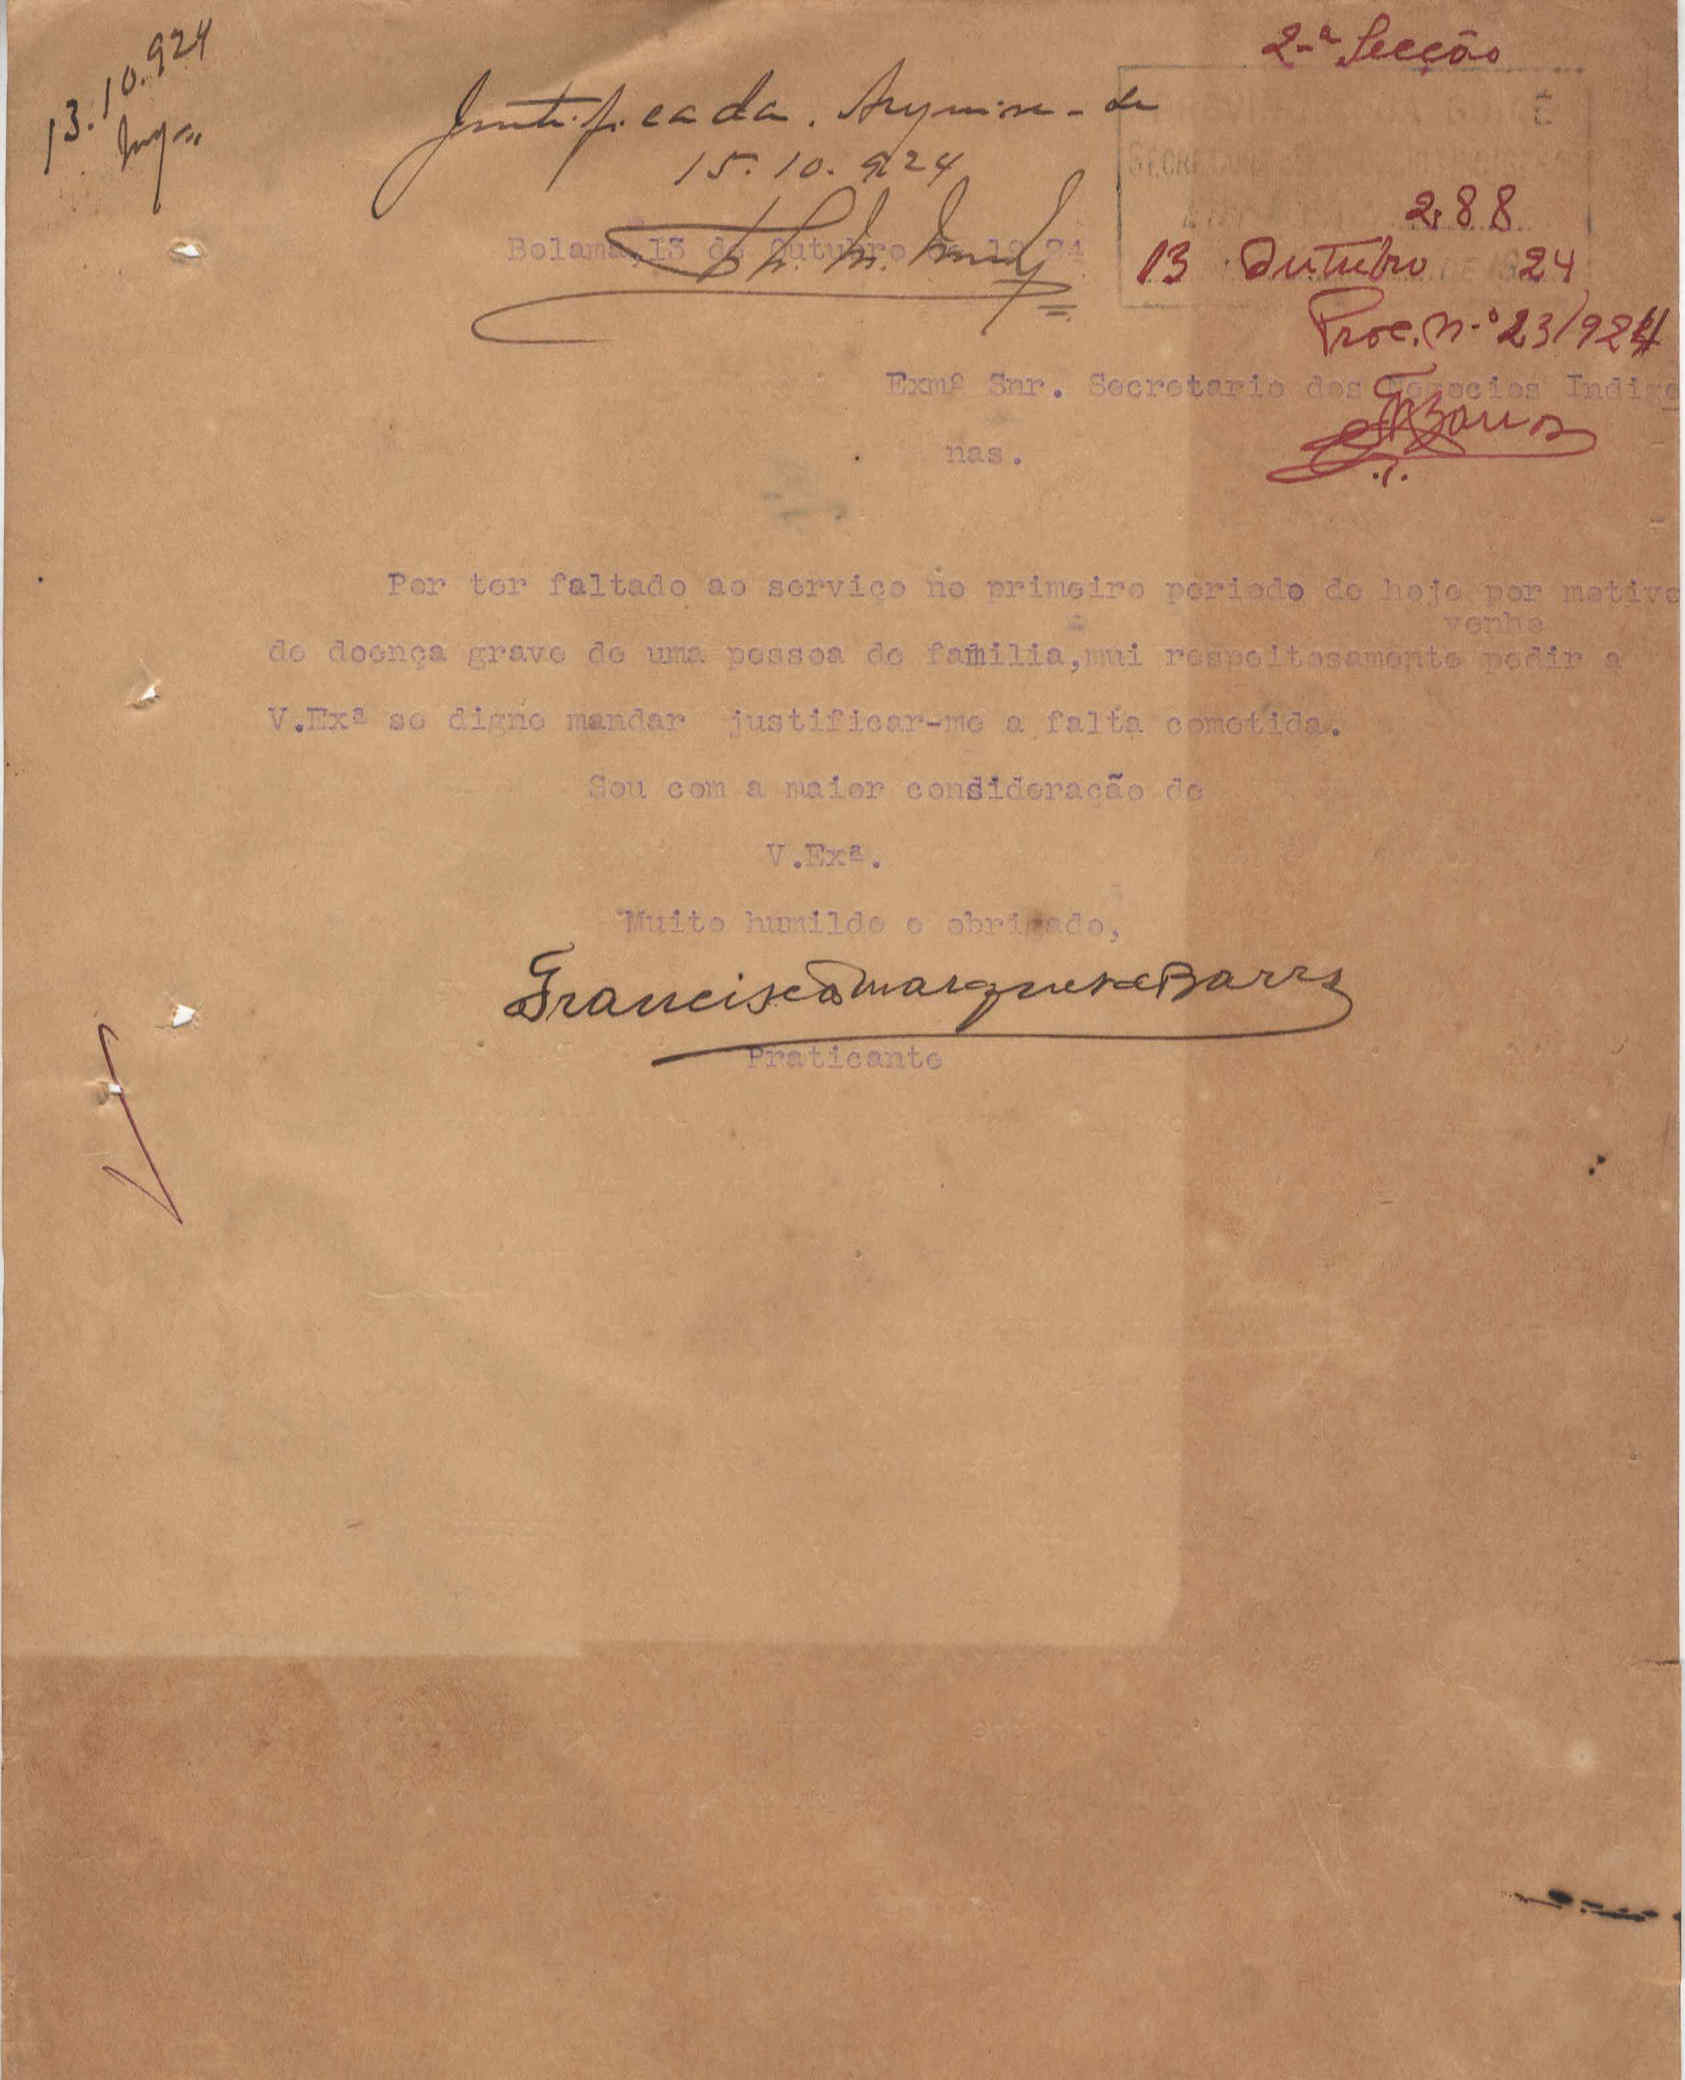 13.10.924
2-ª Secção
Justificada. Arquive-se
15.10.924
288
Bolama, 13 de Outubro de 1924
13 Outubro 24
Proc. n.º 23/924
Exmº Snr. Secretario dos Negocios Indige
nas.
Por ter faltado ao serviço no primeiro periodo de hoje por motivo
venho
de doença grave de uma pessoa de familia, mui respeitosamente pedir a
V.Exª se digne mandar justificar-me a falta cometida.
Sou com a maior consideração de
V.Exª.
Muito humilde e obrigado,
Francisco Marques de Barros
Praticante